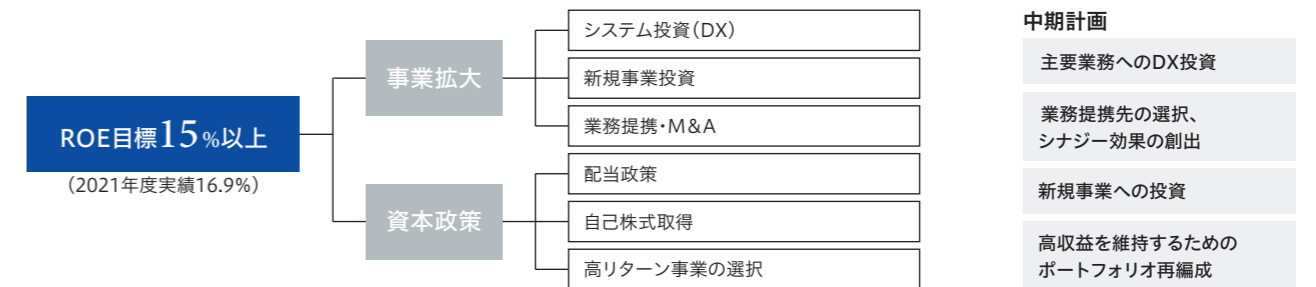 ROE目標15%以上
（2021年度実績16.9%）
事業拡大
システム投資（DX）
新規事業投資
業務提携・M&A
資本政策
配当政策
自己株式取得
高リターン事業の選択
中期計画
主要業務へのDX投資
業務提携先の選択、
シナジー効果の創出
新規事業への投資
高収益を維持するための
ポートフォリオ再編成